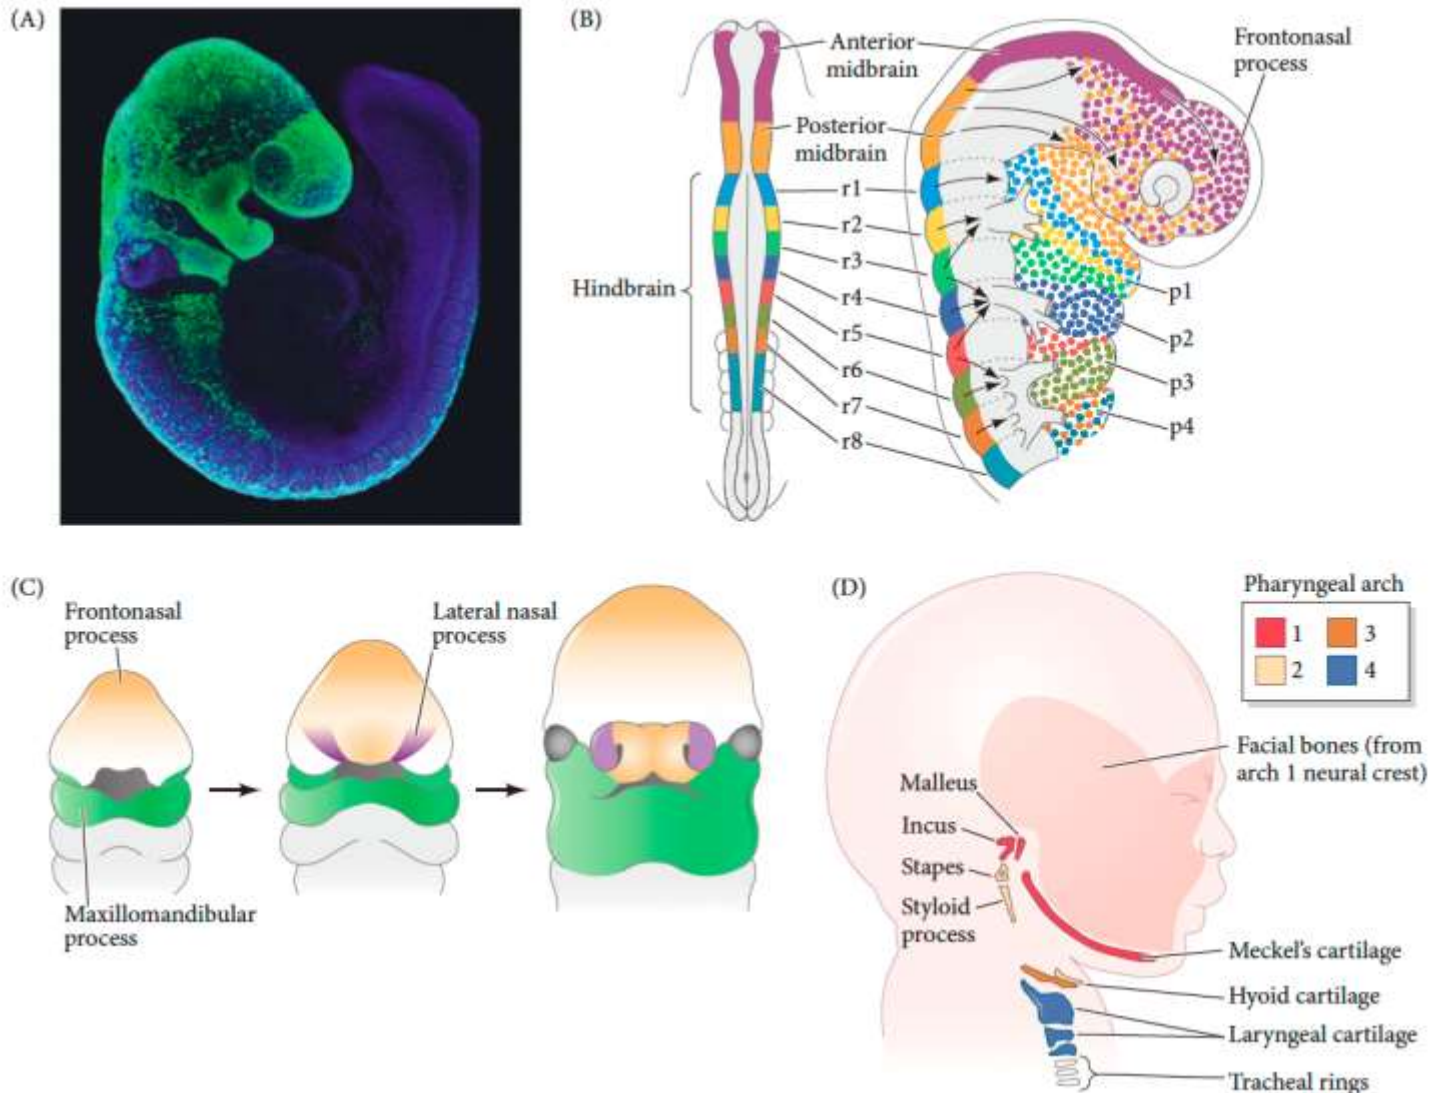 (A)
(B)
Anterior
midbrain
Posterior
midbrain
Frontonasal
process
r1
r2
r3
r4
r5
r6
r7
r8
Hindbrain
p1
p2
p3
p4
(C)
Frontonasal
process
Lateral nasal
process
Maxillomandibular
process
(D)
Pharyngeal arch
1
3
2
4
Facial bones (from
arch 1 neural crest)
Malleus
Incus
Stapes
Styloid
process
Meckel's cartilage
Hyoid cartilage
Laryngeal cartilage
Tracheal rings